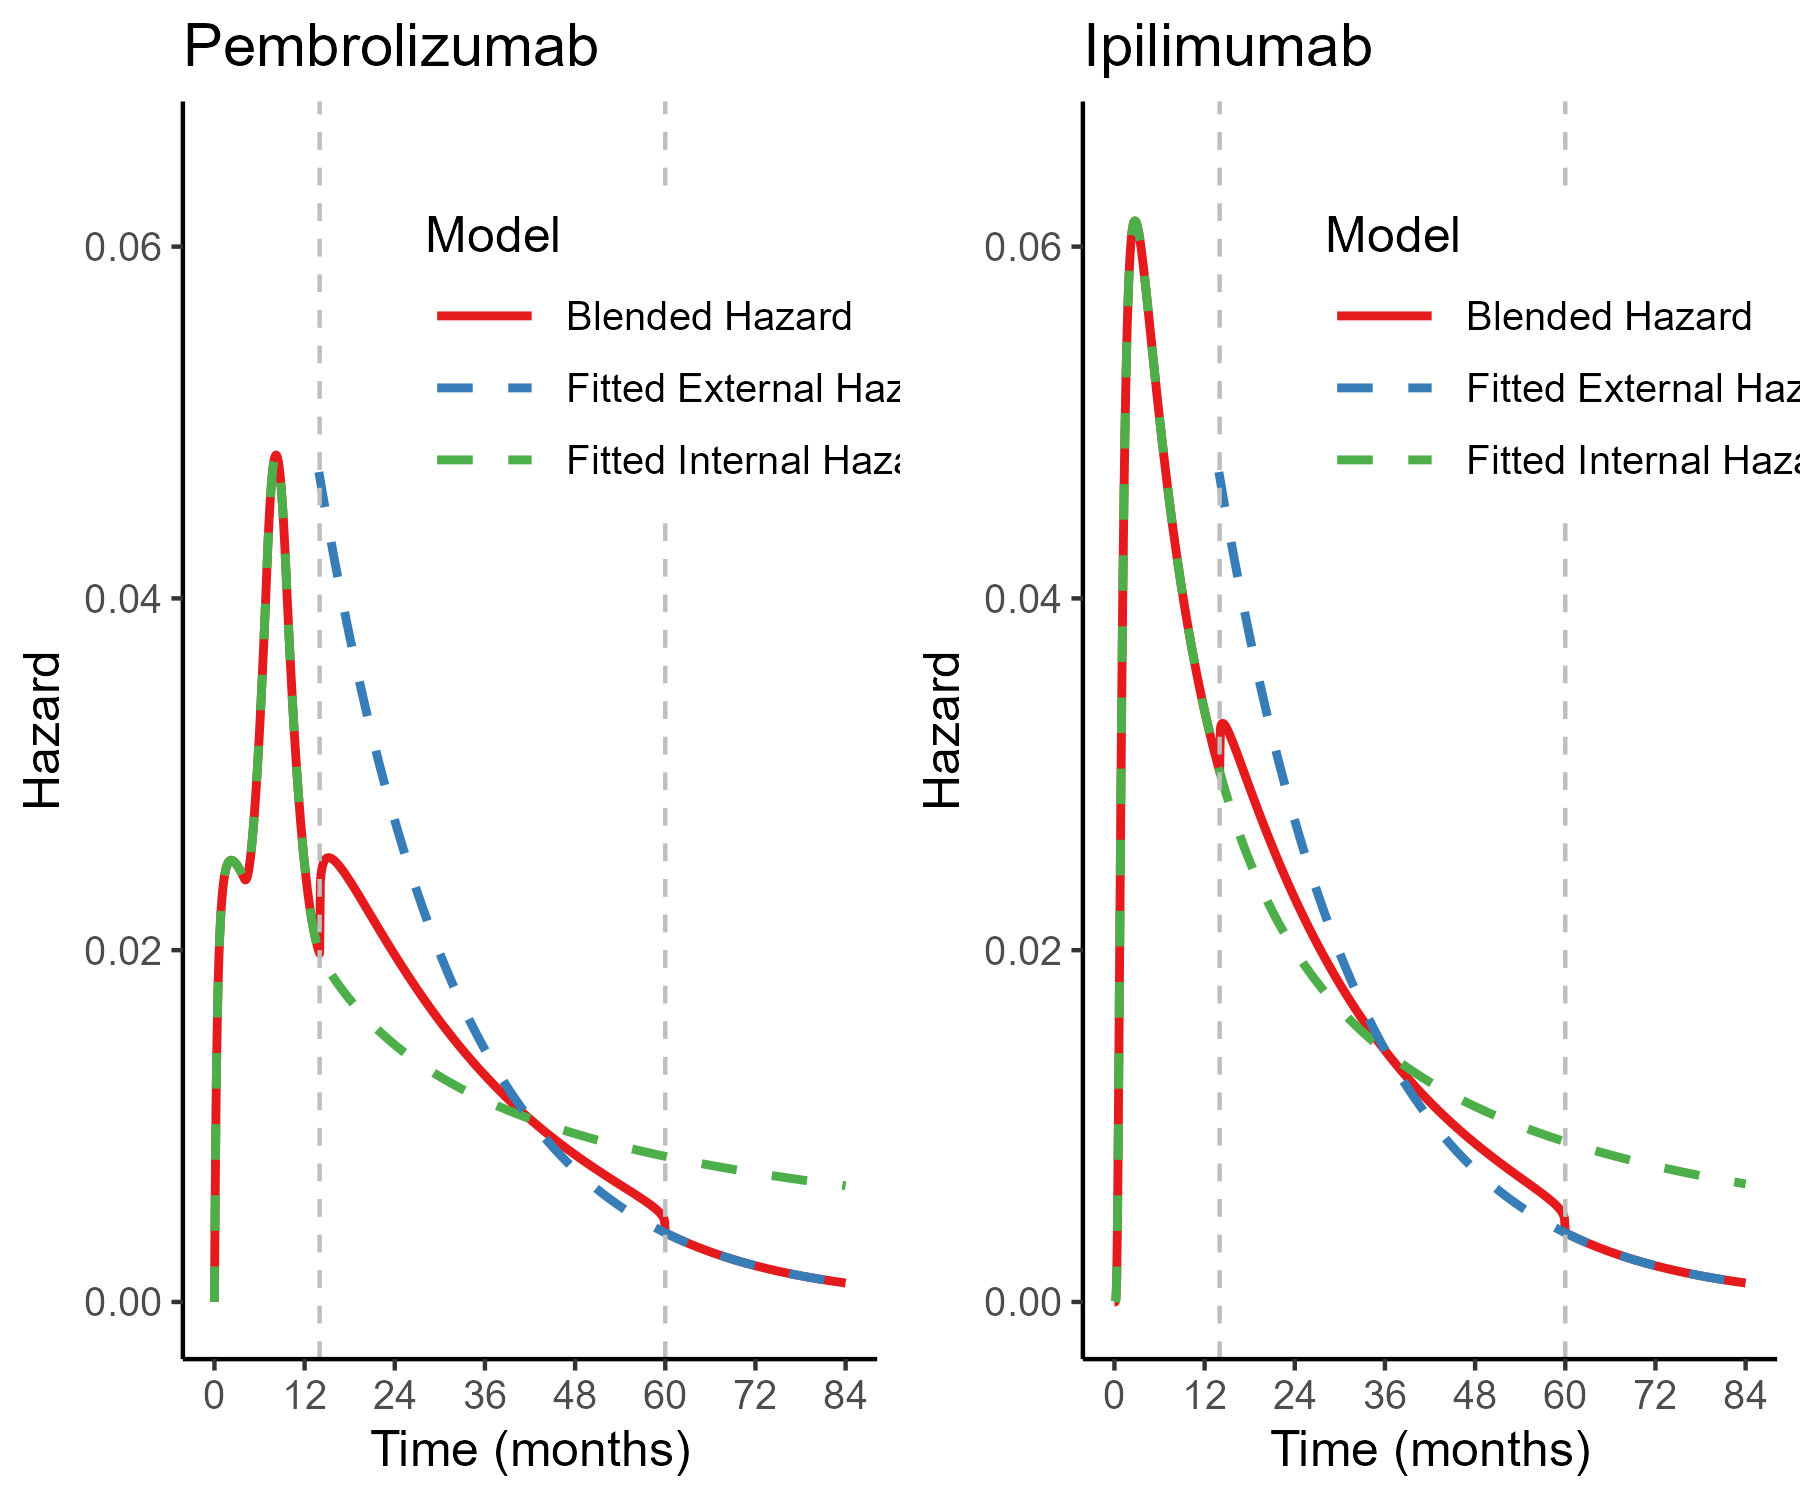 Pembrolizumab
Hazard
0.06
0.04
0.02
0.00
Model
Blended Hazard
Fitted External Haz
Fitted Internal Haza
0 12 24 36 48 60 72 84
Time (months)
Ipilimumab
Hazard
0.06
0.04
0.02
0.00
Model
Blended Hazard
Fitted External Haz
Fitted Internal Haza
0 12 24 36 48 60 72 84
Time (months)